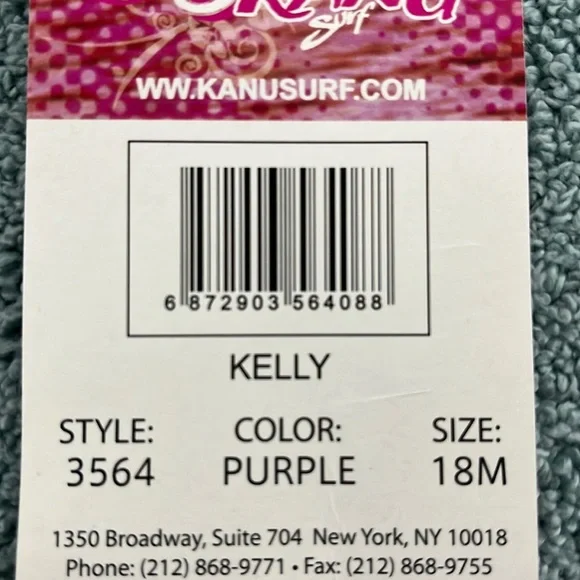 Surf
WW.KANUSURF.COM
6 872903 564088
KELLY
STYLE: COLOR: SIZE:
3564 PURPLE 18M
1350 Broadway, Suite 704 New York, NY 10018
Phone: (212) 868-9771 • Fax: (212) 868-9755